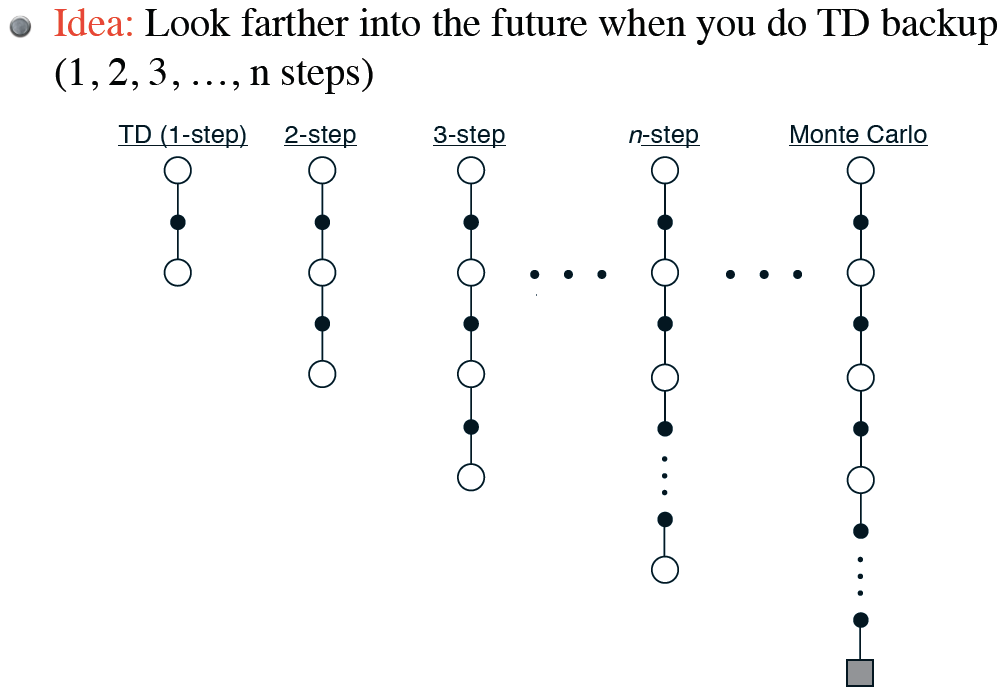 Idea: Look farther into the future when you do TD backup
(1, 2, 3, …, n steps)
TD (1-step) 2-step 3-step n-step Monte Carlo